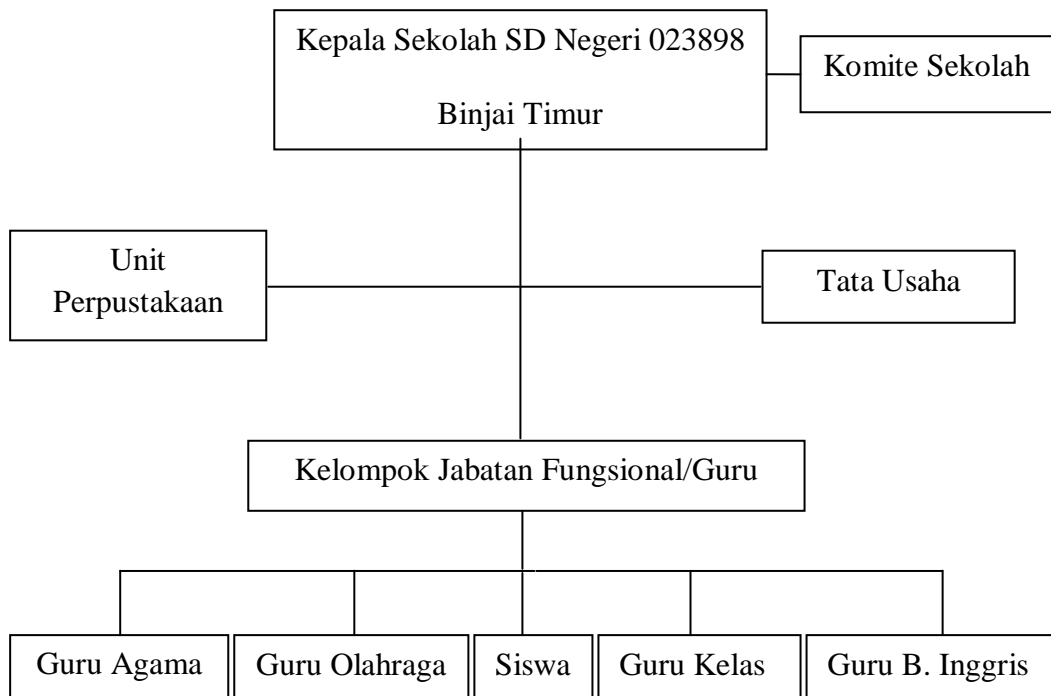 Kepala Sekolah SD Negeri 023898
Binjai Timur
Komite Sekolah
Unit
Perpustakaan
Tata Usaha
Kelompok Jabatan Fungsional/Guru
Guru Agama
Guru Olahraga
Siswa
Guru Kelas
Guru B. Inggris